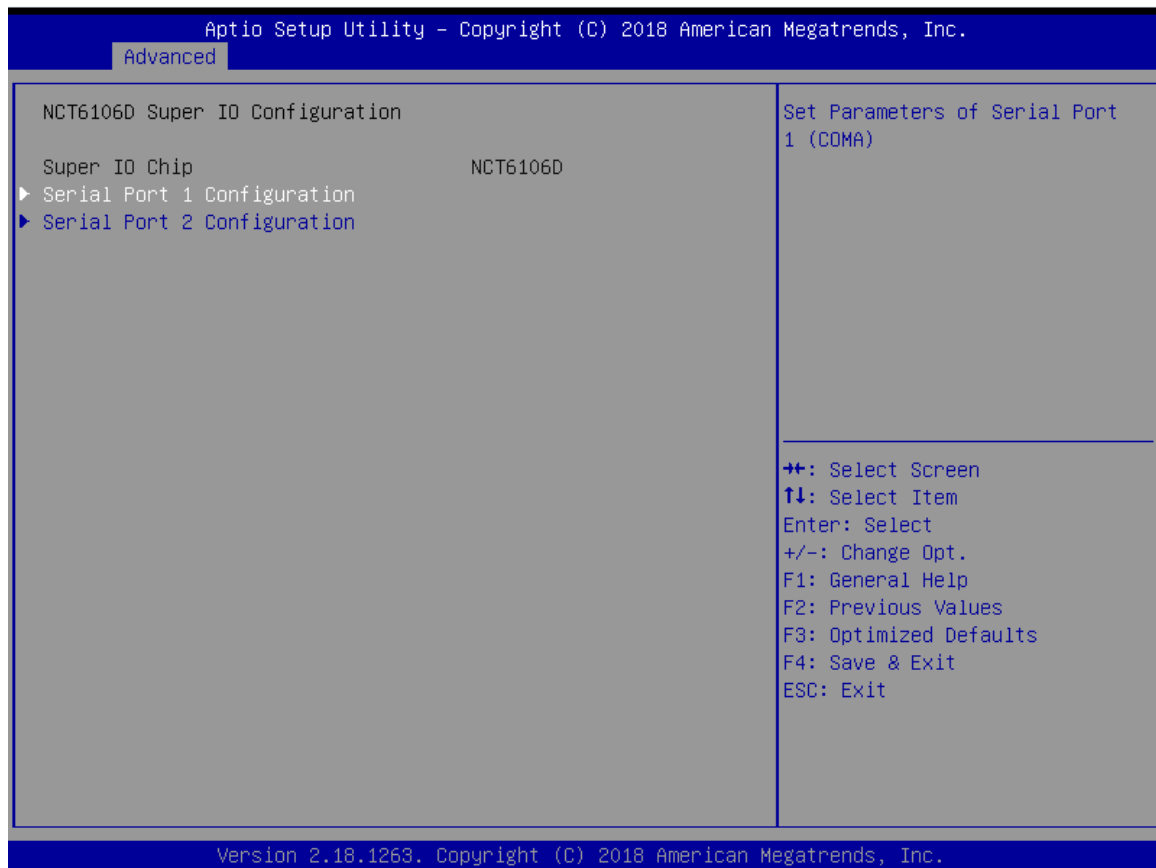 Aptio Setup Utility – Copyright (C) 2018 American Megatrends, Inc.
Advanced
NCT6106D Super IO Configuration
Super IO Chip NCT6106D
▶ Serial Port 1 Configuration
▶ Serial Port 2 Configuration
Set Parameters of Serial Port
1 (COMA)
→←: Select Screen
↑↓: Select Item
Enter: Select
+/-: Change Opt.
F1: General Help
F2: Previous Values
F3: Optimized Defaults
F4: Save & Exit
ESC: Exit
Version 2.18.1263. Copyright (C) 2018 American Megatrends, Inc.